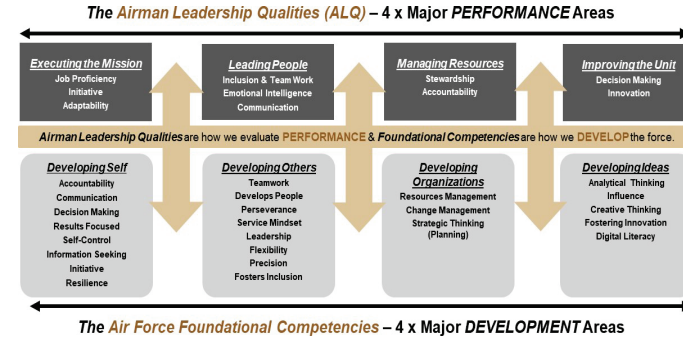 The Airman Leadership Qualities (ALQ) – 4 x Major PERFORMANCE Areas
Executing the Mission
Job Proficiency
Initiative
Adaptability
Leading People
Inclusion & Team Work
Emotional Intelligence
Communication
Managing Resources
Stewardship
Accountability
Improving the Unit
Decision Making
Innovation
Airman Leadership Qualities are how we evaluate PERFORMANCE & Foundational Competencies are how we DEVELOP the force.
Developing Self
Accountability
Communication
Decision Making
Results Focused
Self-Control
Information Seeking
Initiative
Resilience
Developing Others
Teamwork
Develops People
Perseverance
Service Mindset
Leadership
Flexibility
Precision
Fosters Inclusion
Developing
Organizations
Resources Management
Change Management
Strategic Thinking
(Planning)
Developing Ideas
Analytical Thinking
Influence
Creative Thinking
Fostering Innovation
Digital Literacy
The Air Force Foundational Competencies – 4 x Major DEVELOPMENT Areas